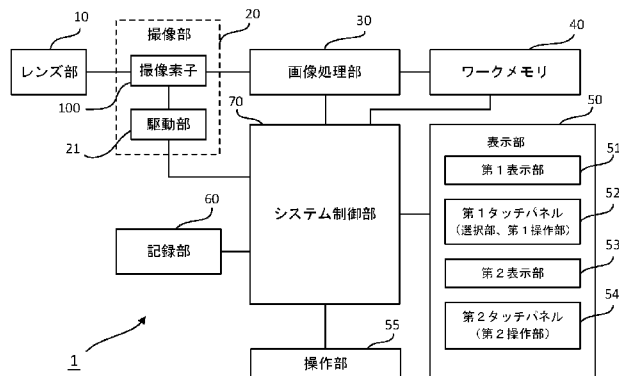 10
レンズ部
撮像部
20
撮像素子
100
駆動部
21
30
画像処理部
40
ワークメモリ
70
システム制御部
50
表示部
第1表示部
51
第1タッチパネル
(選択部、第1操作部)
52
第2表示部
53
第2タッチパネル
(第2操作部)
54
60
記録部
55
操作部
1